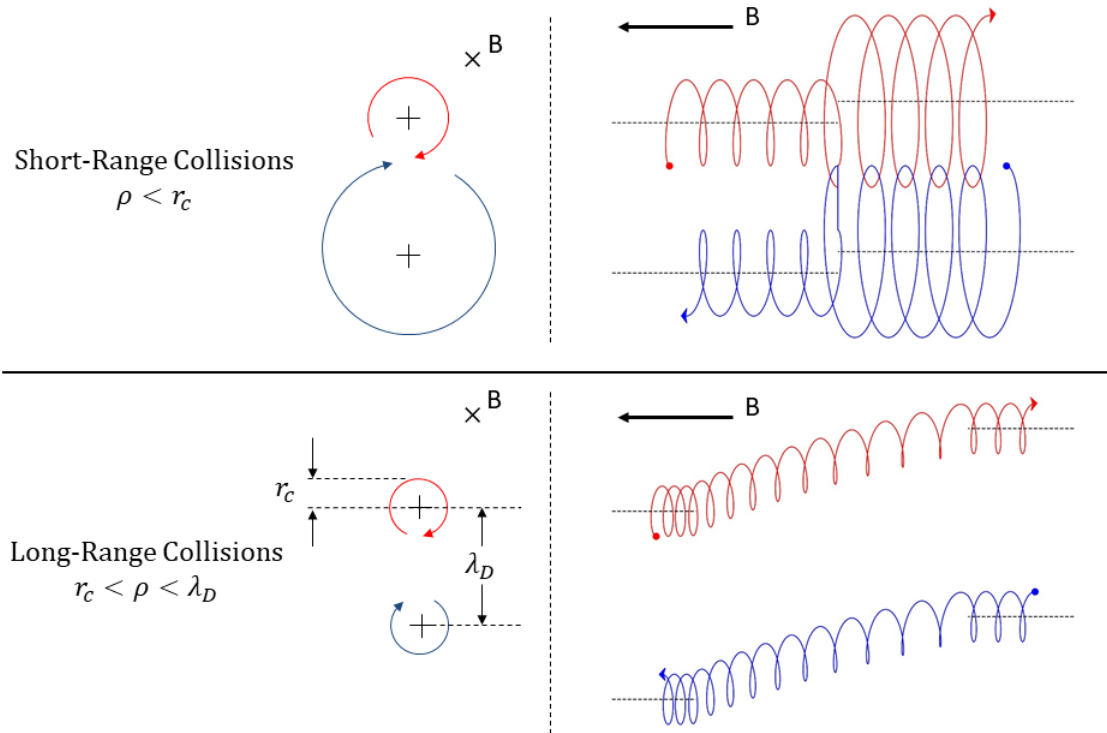 × B
Short-Range Collisions
ρ < r_c
B
× B
B
r_c
λ_D
Long-Range Collisions
r_c < ρ < λ_D